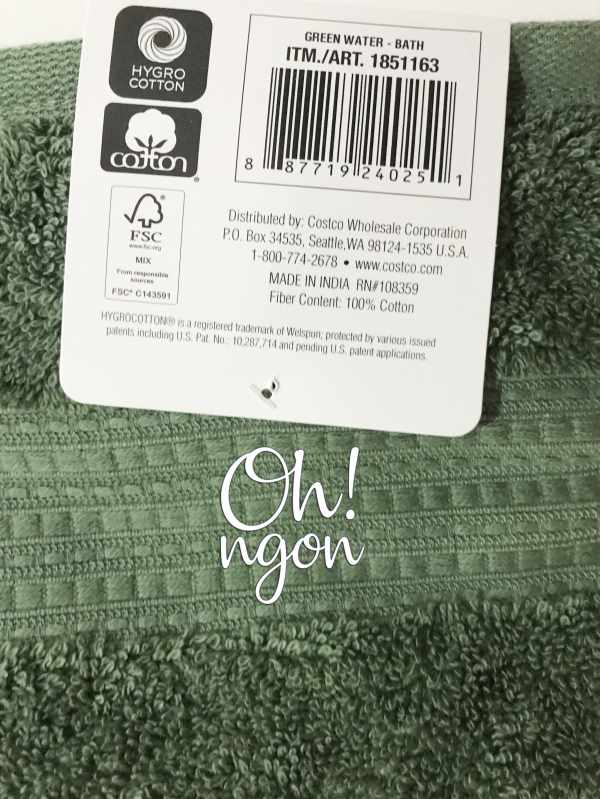 HYGRO
COTTON
cotton
®
FSC
www.fsc.org
MIX
From responsible
sources
FSC® C143591
GREEN WATER - BATH
ITM./ART. 1851163
8 87719 24025 1
Distributed by: Costco Wholesale Corporation
P.O. Box 34535, Seattle,WA 98124-1535 U.S.A.
1-800-774-2678 • www.costco.com
MADE IN INDIA RN#108359
Fiber Content: 100% Cotton
HYGROCOTTON® is a registered trademark of Welspun; protected by various issued
patents including U.S. Pat. No.: 10,287,714 and pending U.S. patent applications.
Oh!
ngon